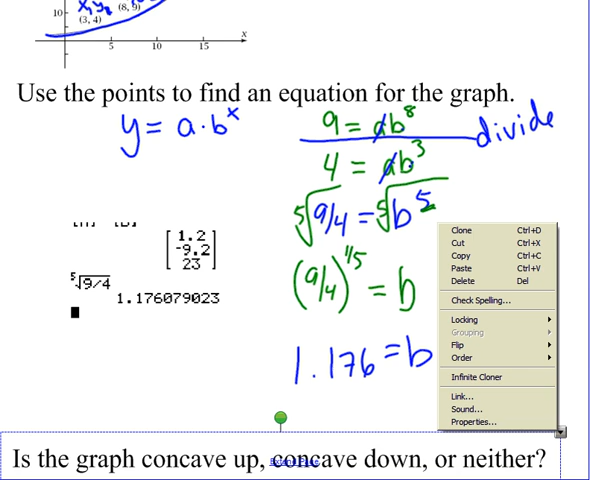 10
x₁ y₁ (8, 9)
(3, 4)
5 10 15 x
Use the points to find an equation for the graph.
y = a · b^x
9 = ab^8
divide
4 = ab^3
⁵√9/4 = ⁵√b^5
(9/4)^1/5 = b
1.176 = b
[1.2
-9.2
23]
⁵√9/4
1.176079023
Clone Ctrl+D
Cut Ctrl+X
Copy Ctrl+C
Paste Ctrl+V
Delete Del
Check Spelling...
Locking
Grouping
Flip
Order
Infinite Cloner
Link...
Sound...
Properties...
Is the graph concave up, concave down, or neither?
Extend Page